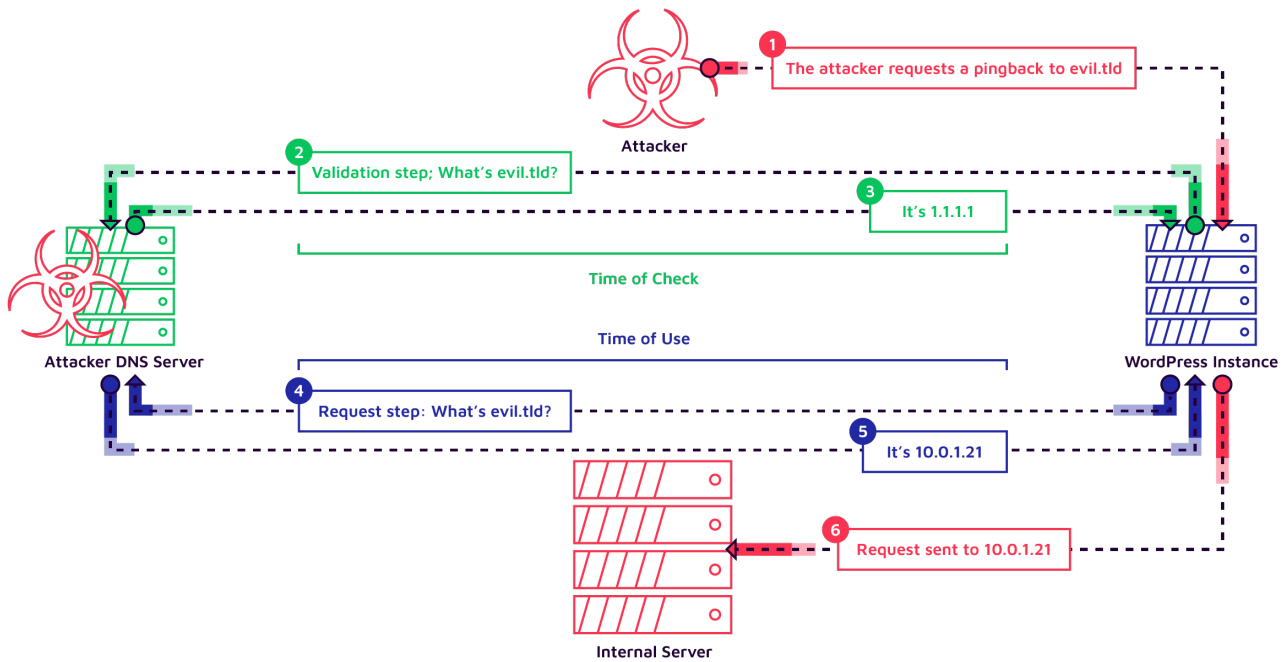 1
The attacker requests a pingback to evil.tld
Attacker
2
Validation step; What's evil.tld?
3
It's 1.1.1.1
Time of Check
Time of Use
Attacker DNS Server
WordPress Instance
4
Request step: What's evil.tld?
5
It's 10.0.1.21
6
Request sent to 10.0.1.21
Internal Server